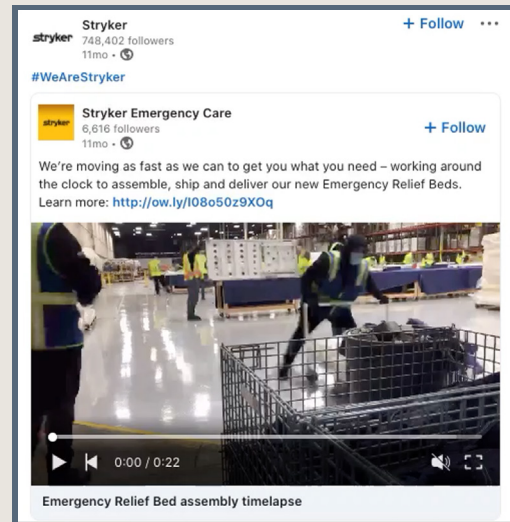 stryker
Stryker
748,402 followers
11mo •
+ Follow •••
#WeAreStryker
stryker
Stryker Emergency Care
6,616 followers
11mo •
+ Follow
We're moving as fast as we can to get you what you need – working around
the clock to assemble, ship and deliver our new Emergency Relief Beds.
Learn more: http://ow.ly/I08o50z9XOq
0:00 / 0:22
Emergency Relief Bed assembly timelapse